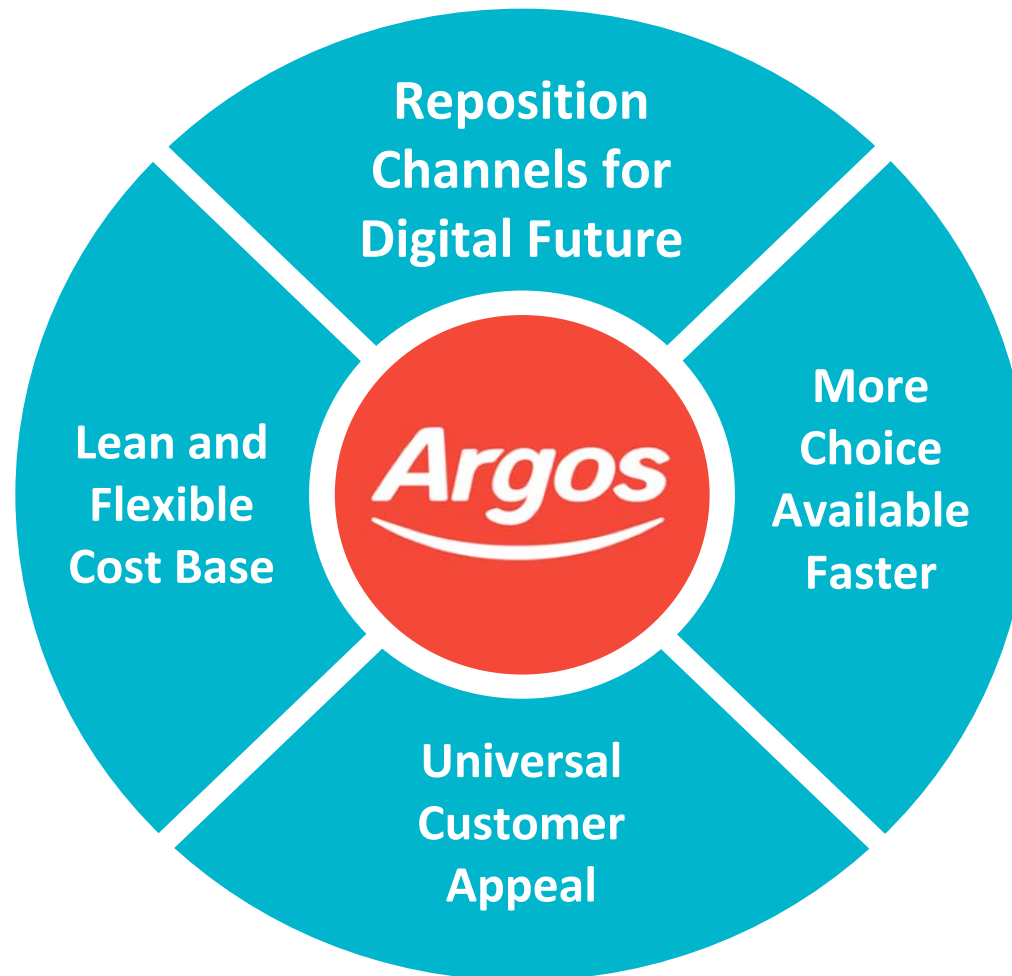 Reposition
Channels for
Digital Future
Lean and
Flexible
Cost Base
Argos
More
Choice
Available
Faster
Universal
Customer
Appeal